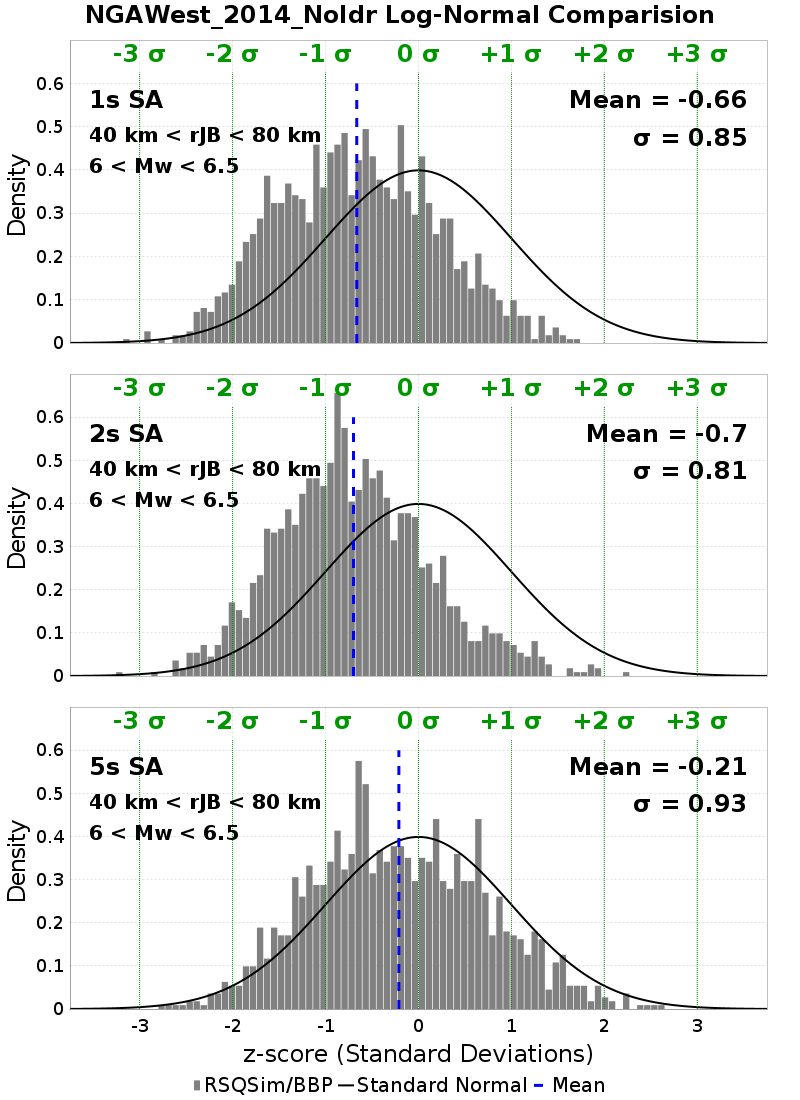 NGAWest_2014_NoIdr Log-Normal Comparision
-3 σ -2 σ -1 σ 0 σ +1 σ +2 σ +3 σ
0.6
1s SA Mean = -0.66
0.5
40 km < rJB < 80 km σ = 0.85
6 < Mw < 6.5
0.4
Density
0.3
0.2
0.1
0
-3 σ -2 σ -1 σ 0 σ +1 σ +2 σ +3 σ
0.6
2s SA Mean = -0.7
0.5
40 km < rJB < 80 km σ = 0.81
6 < Mw < 6.5
0.4
Density
0.3
0.2
0.1
0
-3 σ -2 σ -1 σ 0 σ +1 σ +2 σ +3 σ
0.6
5s SA Mean = -0.21
0.5
40 km < rJB < 80 km σ = 0.93
6 < Mw < 6.5
0.4
Density
0.3
0.2
0.1
0
-3 -2 -1 0 1 2 3
z-score (Standard Deviations)
RSQSim/BBP Standard Normal Mean